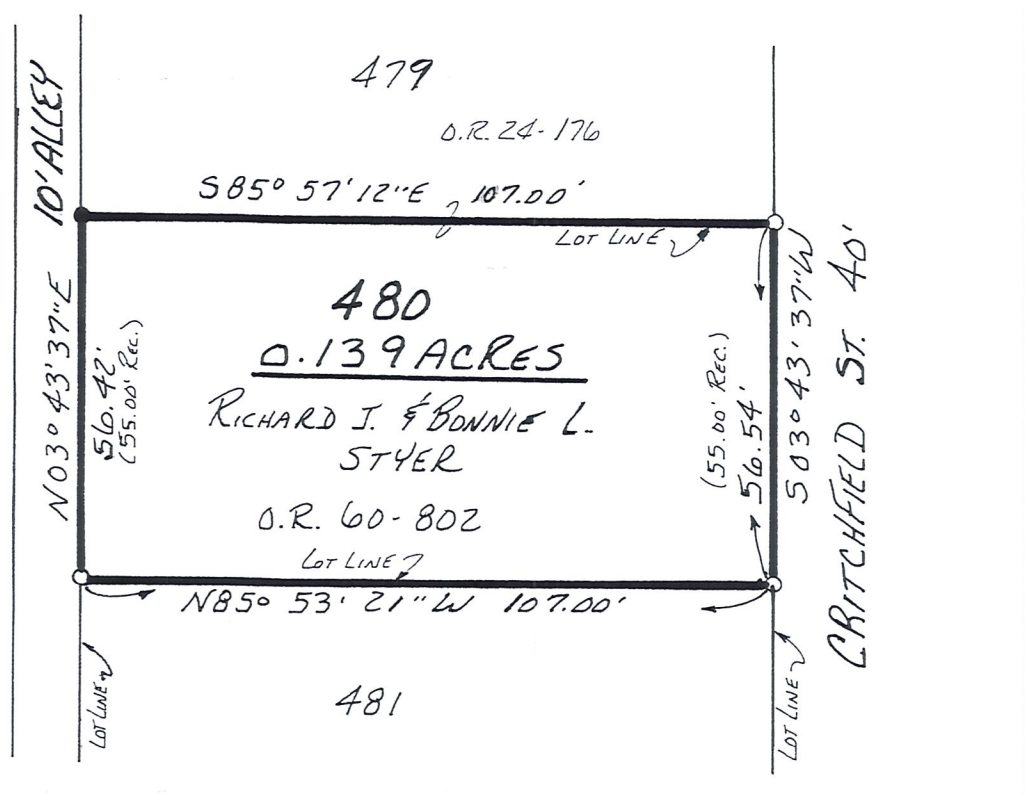 479
O.R. 24-176
10' ALLEY
S85° 57' 12"E 107.00'
LOT LINE
N03° 43' 37"E
56.42'
(55.00' REC.)
480
0.139 ACRES
RICHARD J. & BONNIE L.
STYER
O.R. 60-802
(55.00' REC.)
56.54'
S03° 43' 37"W
CRITCHFIELD ST. 40'
LOT LINE
N85° 53' 21"W 107.00'
LOT LINE
481
LOT LINE